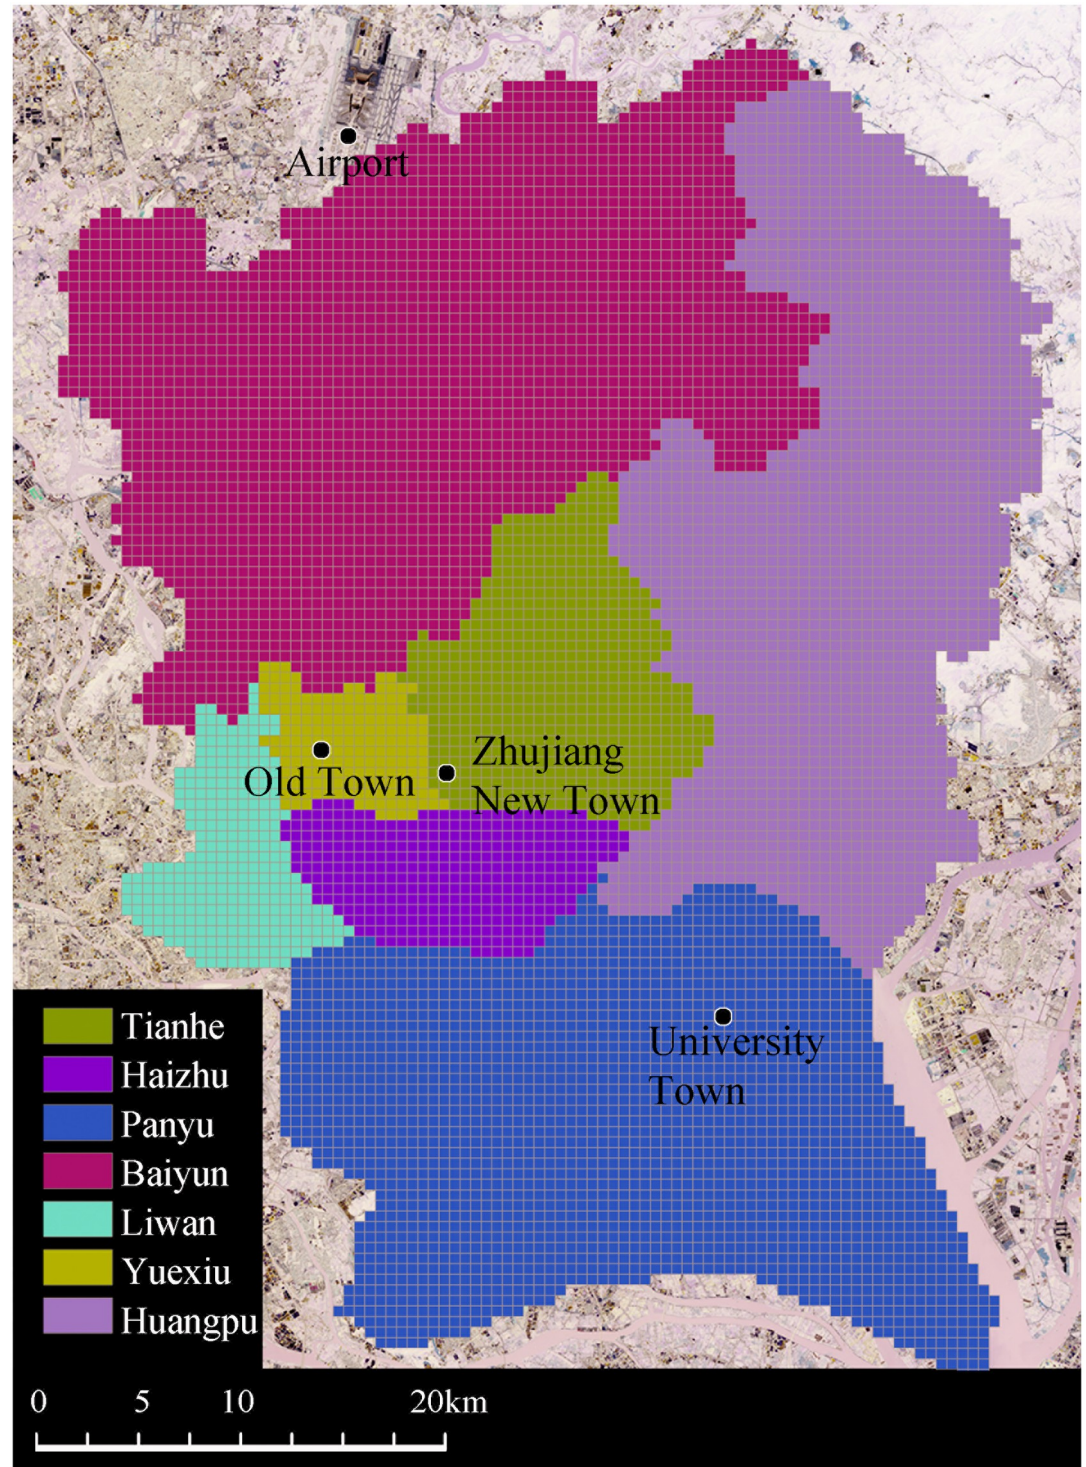 Airport
Zhujiang
Old Town
New Town
University
Town
Tianhe
Haizhu
Panyu
Baiyun
Liwan
Yuexiu
Huangpu
0 5 10 20km